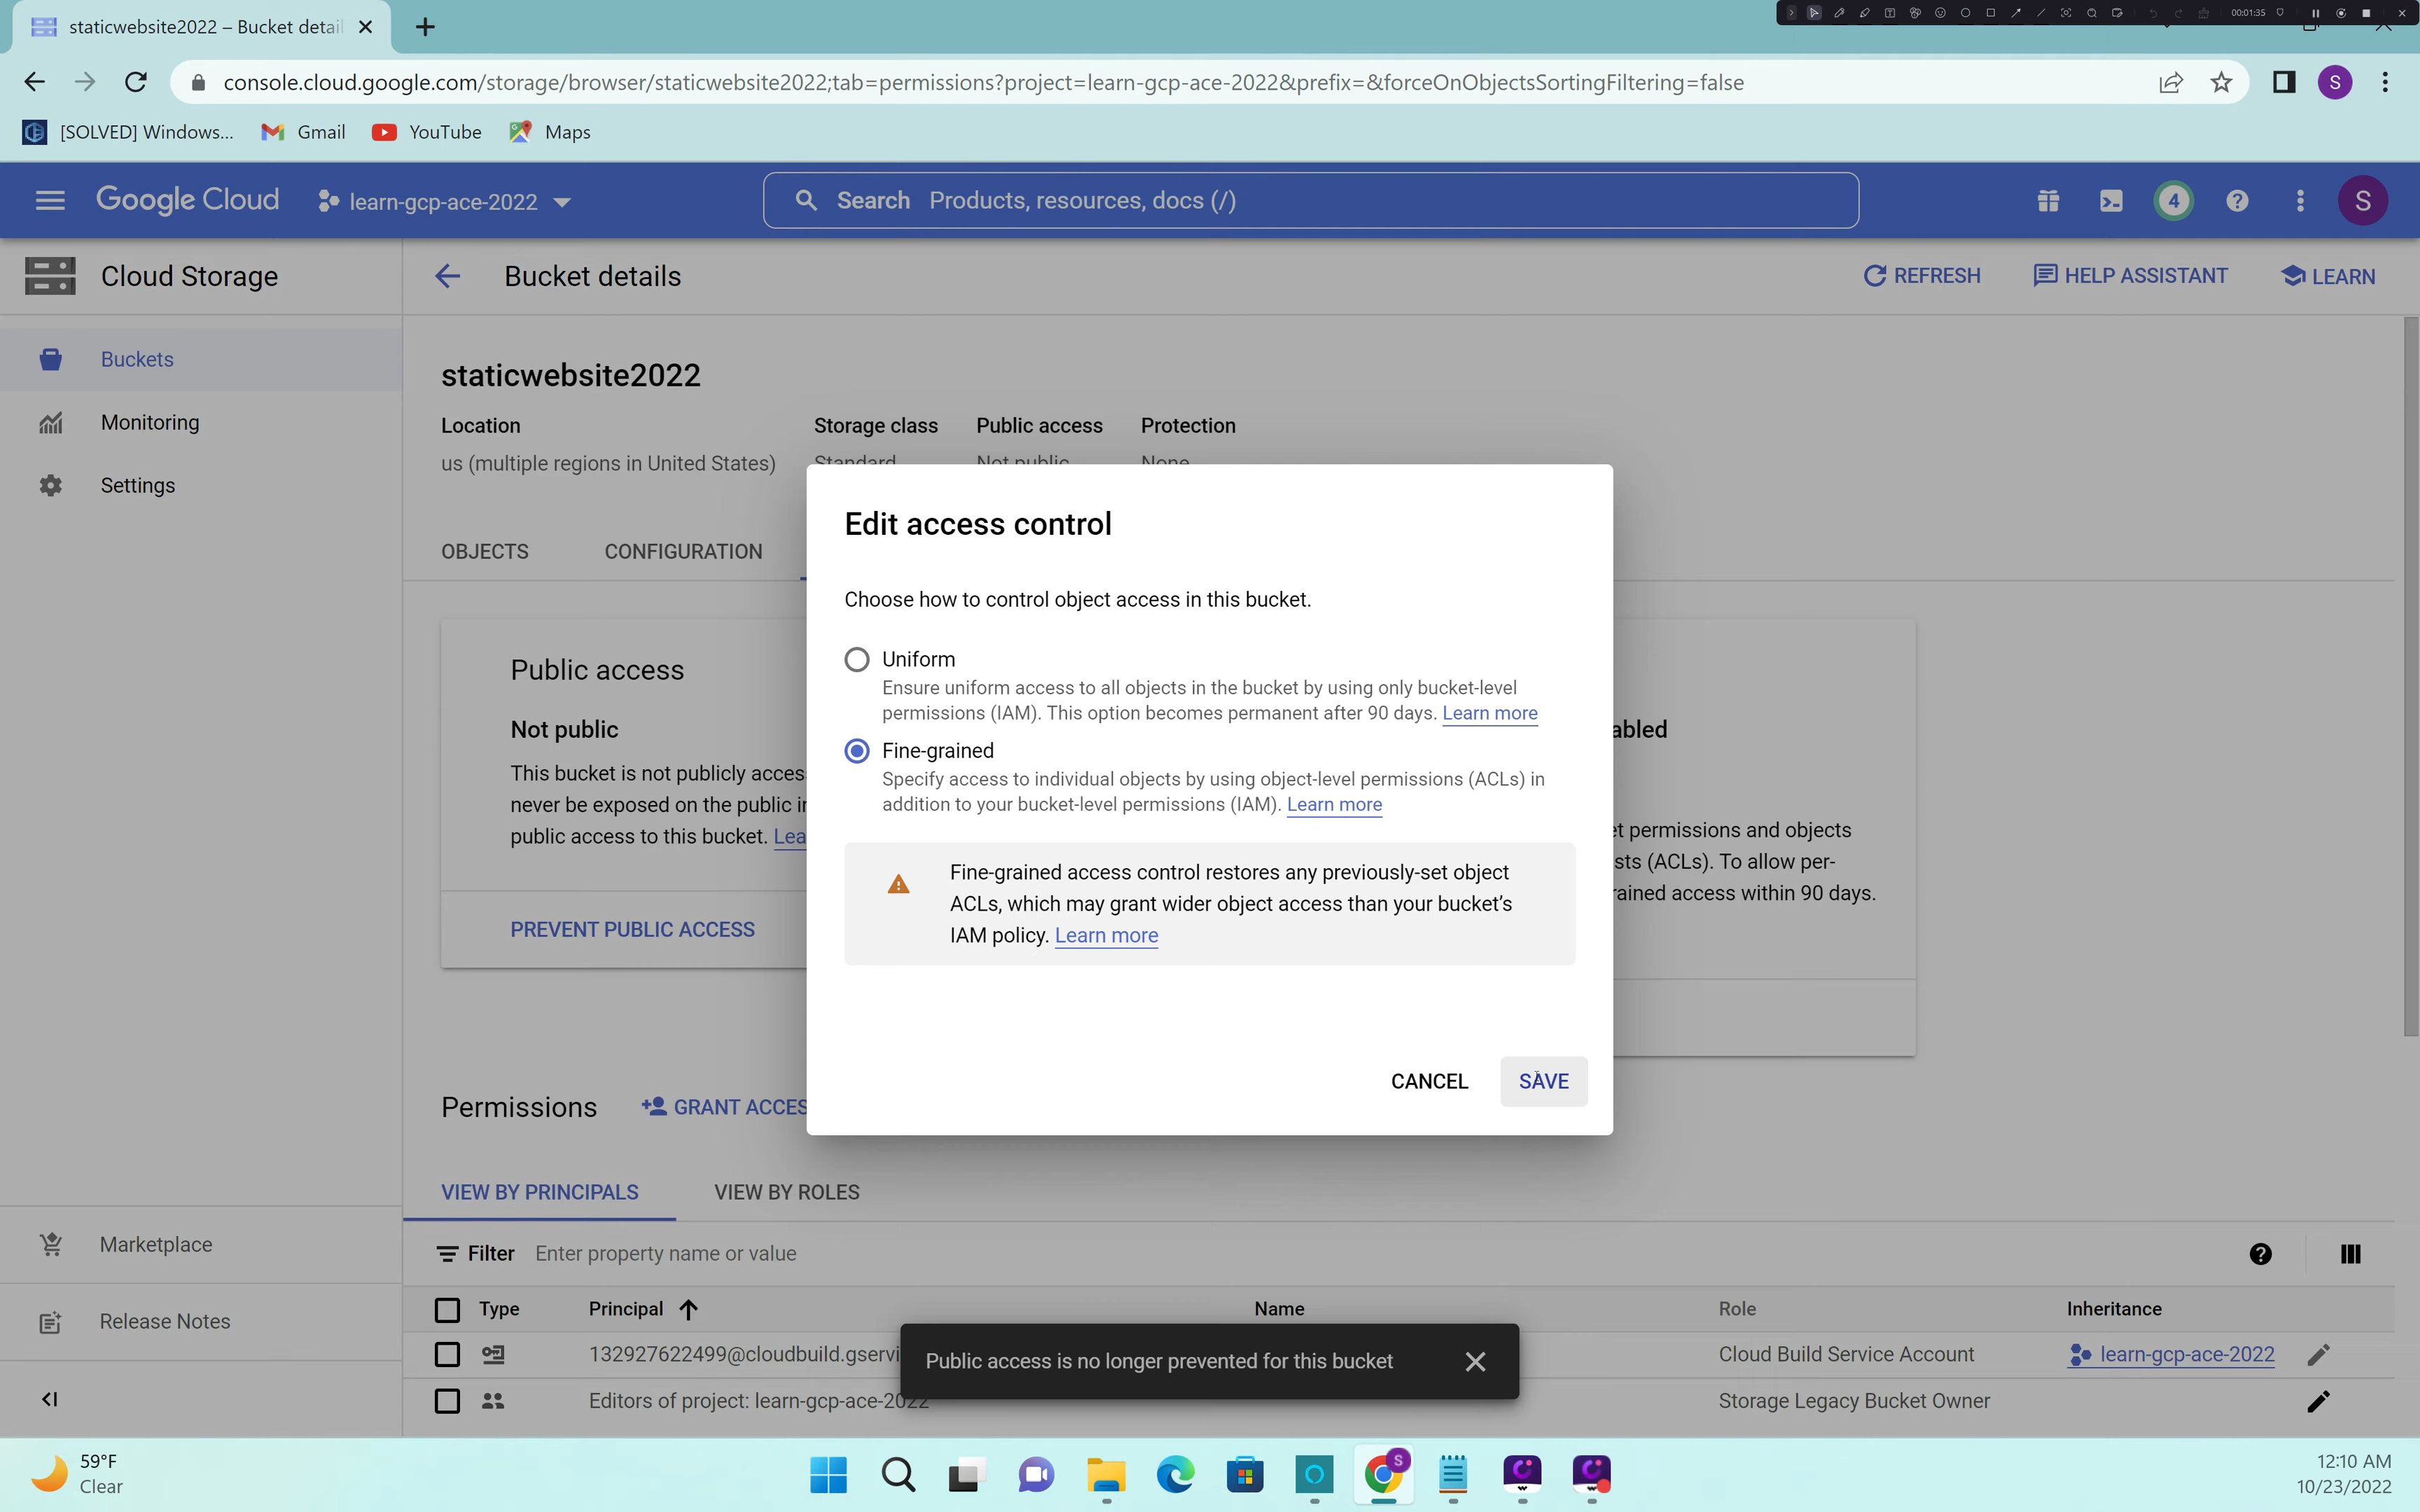 staticwebsite2022 – Bucket detail
00:01:35
console.cloud.google.com/storage/browser/staticwebsite2022;tab=permissions?project=learn-gcp-ace-2022&prefix=&forceOnObjectsSortingFiltering=false
S
[SOLVED] Windows...
Gmail
YouTube
Maps
Google Cloud
learn-gcp-ace-2022
Search Products, resources, docs (/)
4
S
Cloud Storage
Bucket details
REFRESH
HELP ASSISTANT
LEARN
Buckets
Monitoring
Settings
staticwebsite2022
Location
Storage class
Public access
Protection
us (multiple regions in United States)
Standard
Not public
None
OBJECTS
CONFIGURATION
Public access
Not public
This bucket is not publicly acces
never be exposed on the public in
public access to this bucket. Lea
PREVENT PUBLIC ACCESS
Edit access control
Choose how to control object access in this bucket.
Uniform
Ensure uniform access to all objects in the bucket by using only bucket-level
permissions (IAM). This option becomes permanent after 90 days. Learn more
Fine-grained
Specify access to individual objects by using object-level permissions (ACLs) in
addition to your bucket-level permissions (IAM). Learn more
Fine-grained access control restores any previously-set object
ACLs, which may grant wider object access than your bucket's
IAM policy. Learn more
CANCEL
SAVE
abled
et permissions and objects
sts (ACLs). To allow per-
rained access within 90 days.
Permissions
GRANT ACCES
VIEW BY PRINCIPALS
VIEW BY ROLES
Filter Enter property name or value
Type
Principal
Name
Role
Inheritance
132927622499@cloudbuild.gservi
Cloud Build Service Account
learn-gcp-ace-2022
Editors of project: learn-gcp-ace-2022
Storage Legacy Bucket Owner
Public access is no longer prevented for this bucket
Marketplace
Release Notes
59°F
Clear
S
12:10 AM
10/23/2022